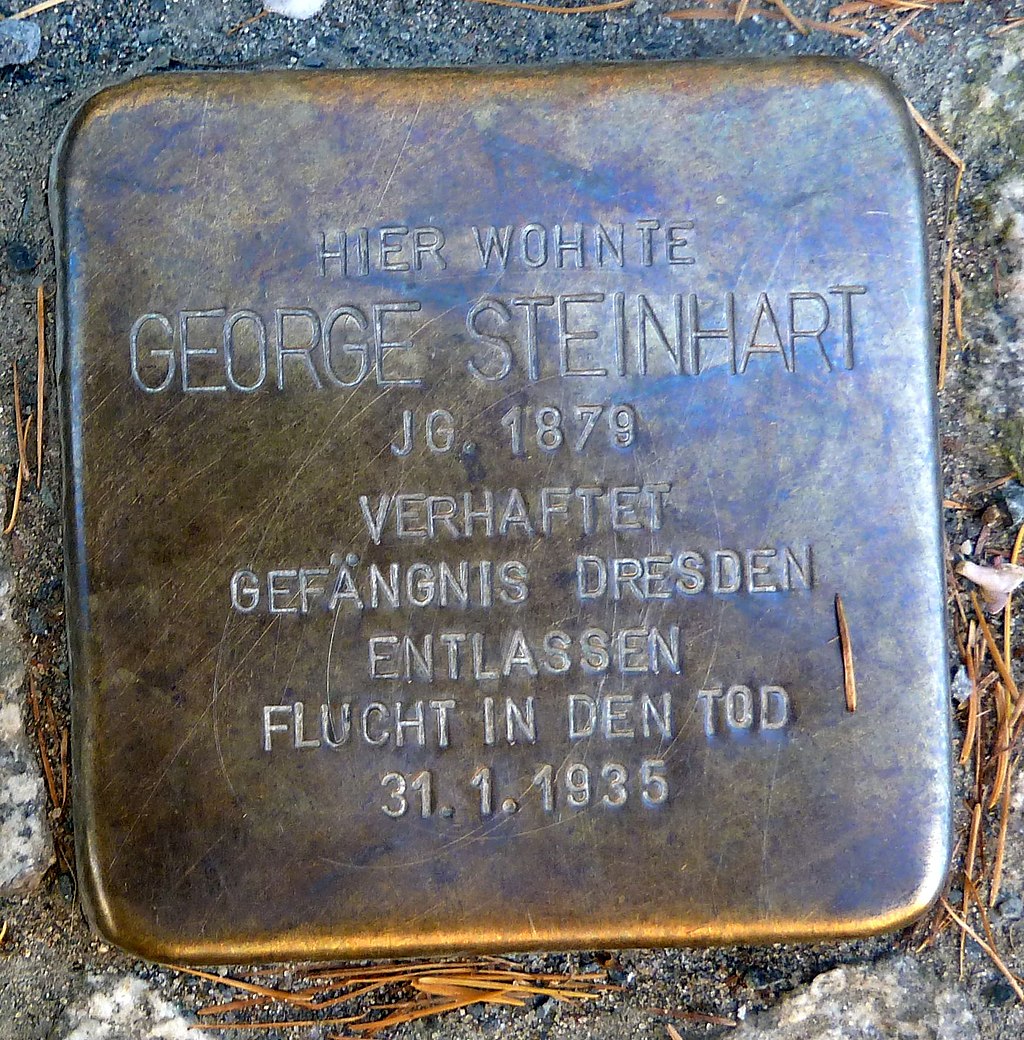 HIER WOHNTE
GEORGE STEINHART
JG. 1879
VERHAFTET
GEFÄNGNIS DRESDEN
ENTLASSEN
FLUCHT IN DEN TOD
31.1.1935